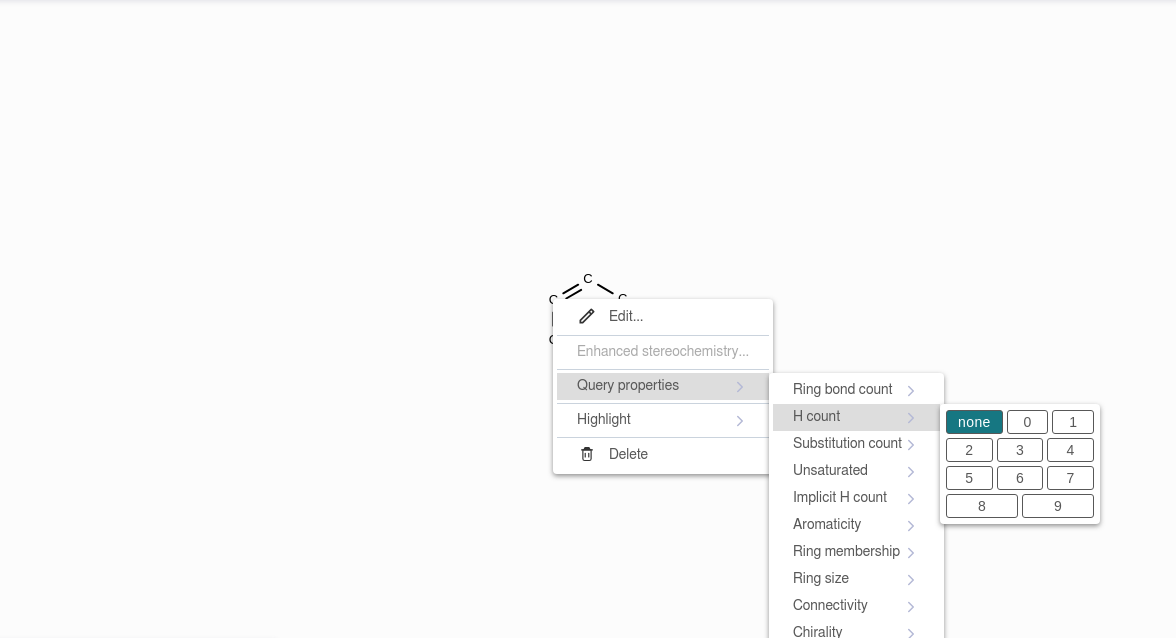 C
C
C
Edit...
C
Enhanced stereochemistry...
Query properties
Highlight
Delete
Ring bond count
H count
Substitution count
Unsaturated
Implicit H count
Aromaticity
Ring membership
Ring size
Connectivity
Chirality
none 0 1
2 3 4
5 6 7
8 9